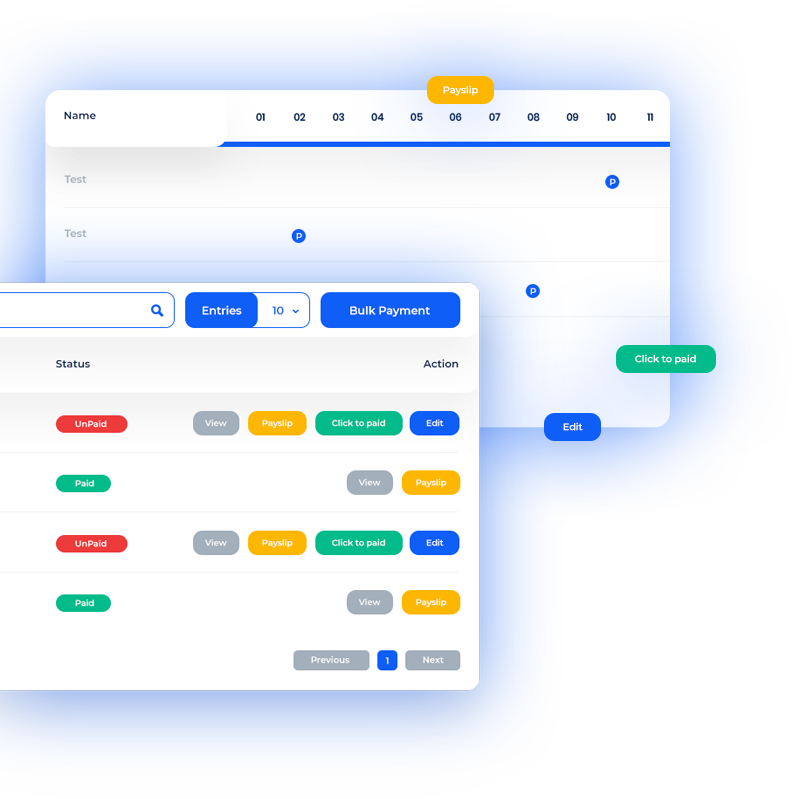 Payslip
Name 01 02 03 04 05 06 07 08 09 10 11
Test P
Test P
P
Entries 10 Bulk Payment
Click to paid
Status Action
Edit
UnPaid View Payslip Click to paid Edit
Paid View Payslip
UnPaid View Payslip Click to paid Edit
Paid View Payslip
Previous 1 Next